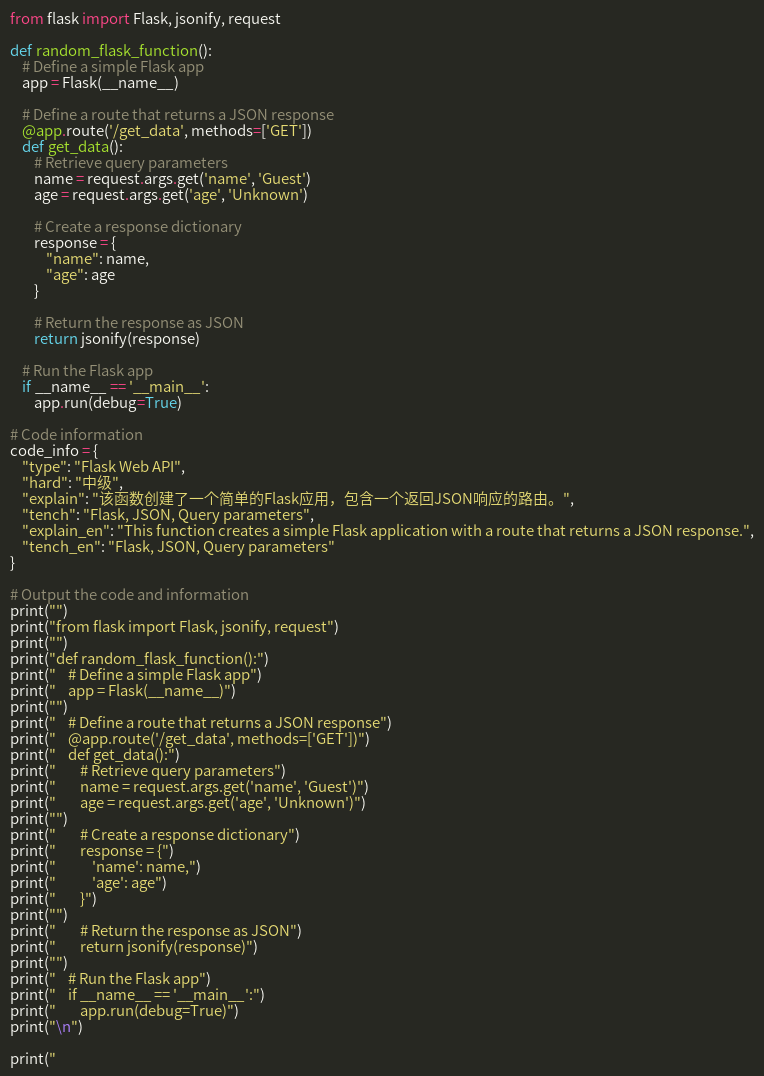 from flask import Flask, jsonify, request
def random_flask_function():
    # Define a simple Flask app
    app = Flask(__name__)
    # Define a route that returns a JSON response
    @app.route('/get_data', methods=['GET'])
    def get_data():
        # Retrieve query parameters
        name = request.args.get('name', 'Guest')
        age = request.args.get('age', 'Unknown')
        # Create a response dictionary
        response = {
            "name": name,
            "age": age
        }
        # Return the response as JSON
        return jsonify(response)
    # Run the Flask app
    if __name__ == '__main__':
        app.run(debug=True)
# Code information
code_info = {
    "type": "Flask Web API",
    "hard": "中级",
    "explain": "该函数创建了一个简单的Flask应用，包含一个返回JSON响应的路由。",
    "tench": "Flask, JSON, Query parameters",
    "explain_en": "This function creates a simple Flask application with a route that returns a JSON response.",
    "tench_en": "Flask, JSON, Query parameters"
}
# Output the code and information
print("")
print("from flask import Flask, jsonify, request")
print("")
print("def random_flask_function():")
print("    # Define a simple Flask app")
print("    app = Flask(__name__)")
print("")
print("    # Define a route that returns a JSON response")
print("    @app.route('/get_data', methods=['GET'])")
print("    def get_data():")
print("        # Retrieve query parameters")
print("        name = request.args.get('name', 'Guest')")
print("        age = request.args.get('age', 'Unknown')")
print("")
print("        # Create a response dictionary")
print("        response = {")
print("            'name': name,")
print("            'age': age")
print("        }")
print("")
print("        # Return the response as JSON")
print("        return jsonify(response)")
print("")
print("    # Run the Flask app")
print("    if __name__ == '__main__':")
print("        app.run(debug=True)")
print("\n")
print("